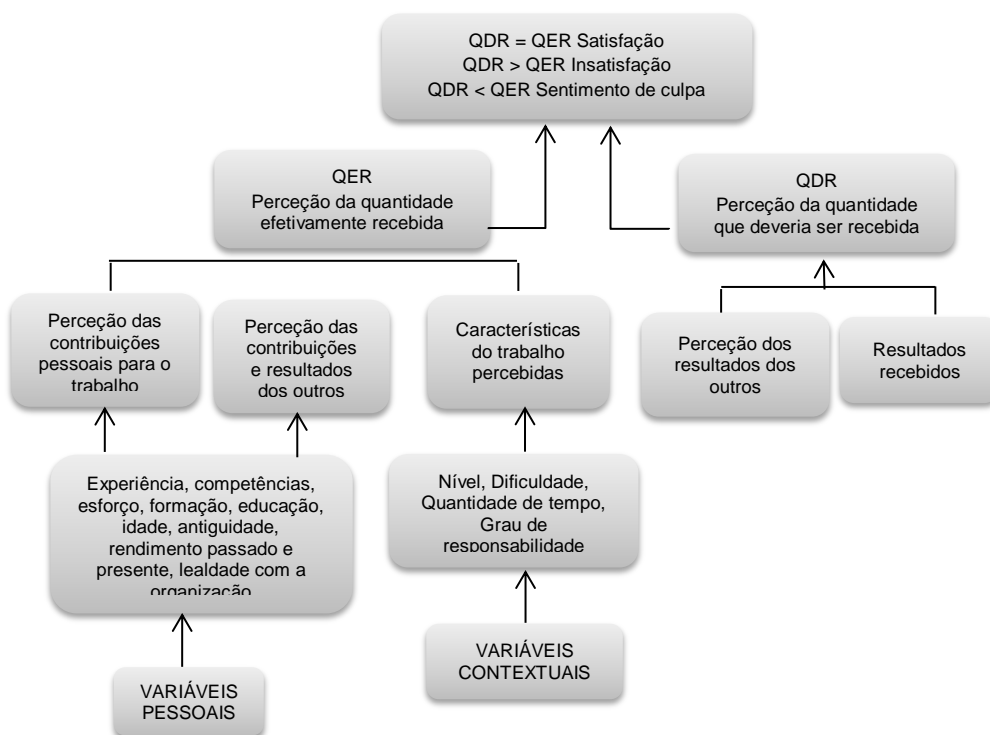 QDR = QER Satisfação
QDR > QER Insatisfação
QDR < QER Sentimento de culpa
QER
Perceção da quantidade
efetivamente recebida
QDR
Perceção da quantidade
que deveria ser recebida
Perceção das
contribuições
pessoais para o
trabalho
Perceção das
contribuições
e resultados
dos outros
Características
do trabalho
percebidas
Perceção dos
resultados dos
outros
Resultados
recebidos
Experiência, competências,
esforço, formação, educação,
idade, antiguidade,
rendimento passado e
presente, lealdade com a
organização
Nível, Dificuldade,
Quantidade de tempo,
Grau de
responsabilidade
VARIÁVEIS
PESSOAIS
VARIÁVEIS
CONTEXTUAIS